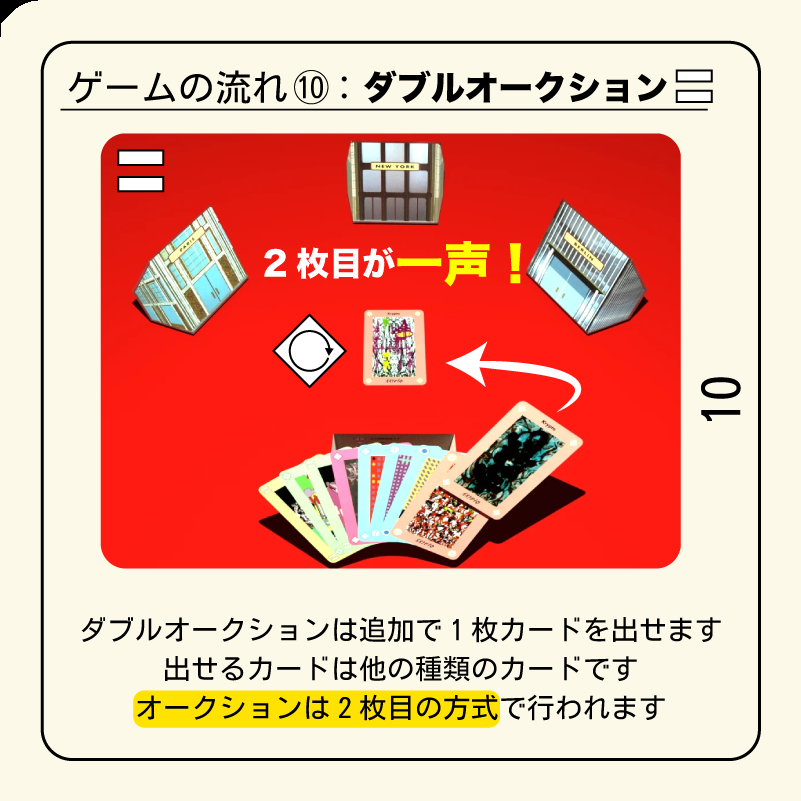 ゲームの流れ⑩：ダブルオークション
NEW YORK
PARIS
BERLIN
2枚目が一声！
Krypto
Krypto
10
ダブルオークションは追加で1枚カードを出せます
出せるカードは他の種類のカードです
オークションは2枚目の方式で行われます